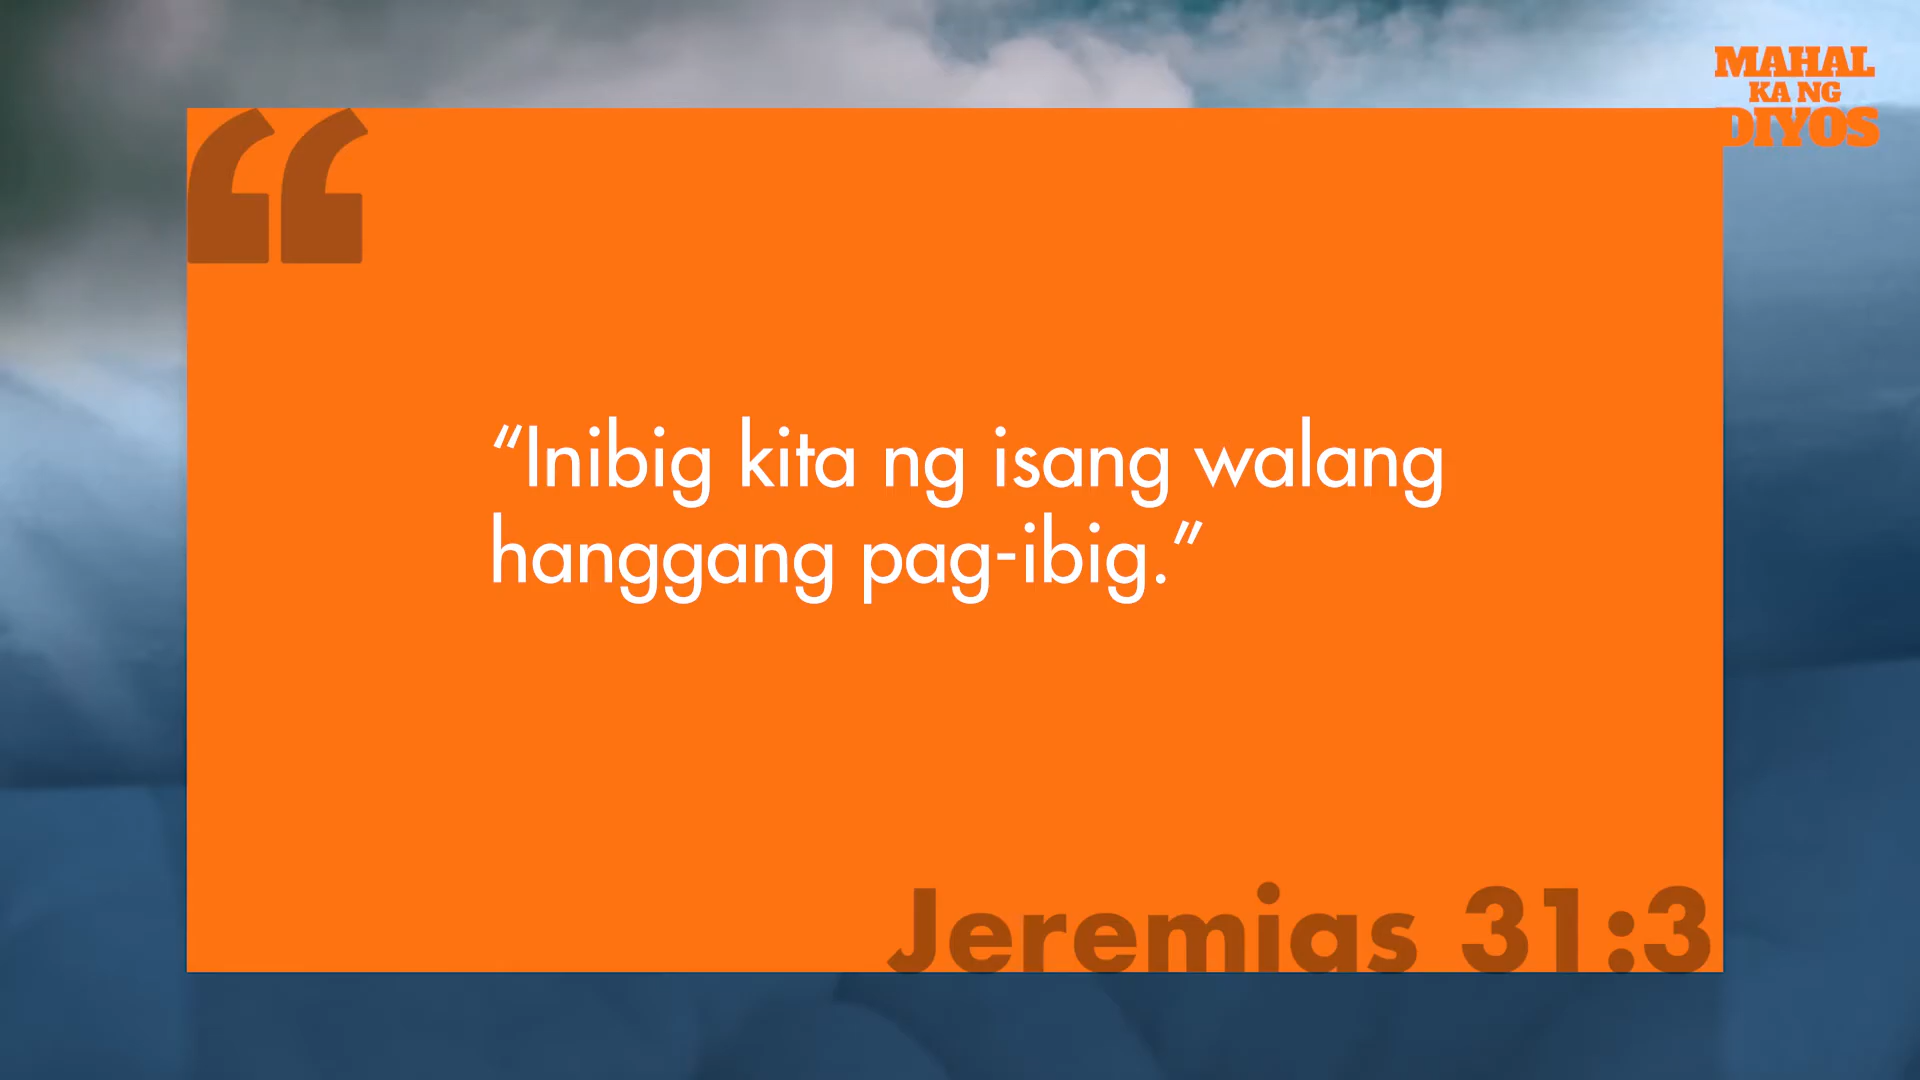 MAHAL
KA NG
DIYOS
“Inibig kita ng isang walang
hanggang pag-ibig.”
Jeremias 31:3